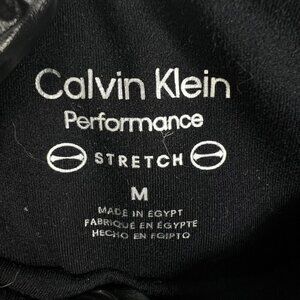 Calvin Klein
Performance
STRETCH
M
MADE IN EGYPT
FABRIQUÉ EN ÉGYPTE
HECHO EN EGIPTO